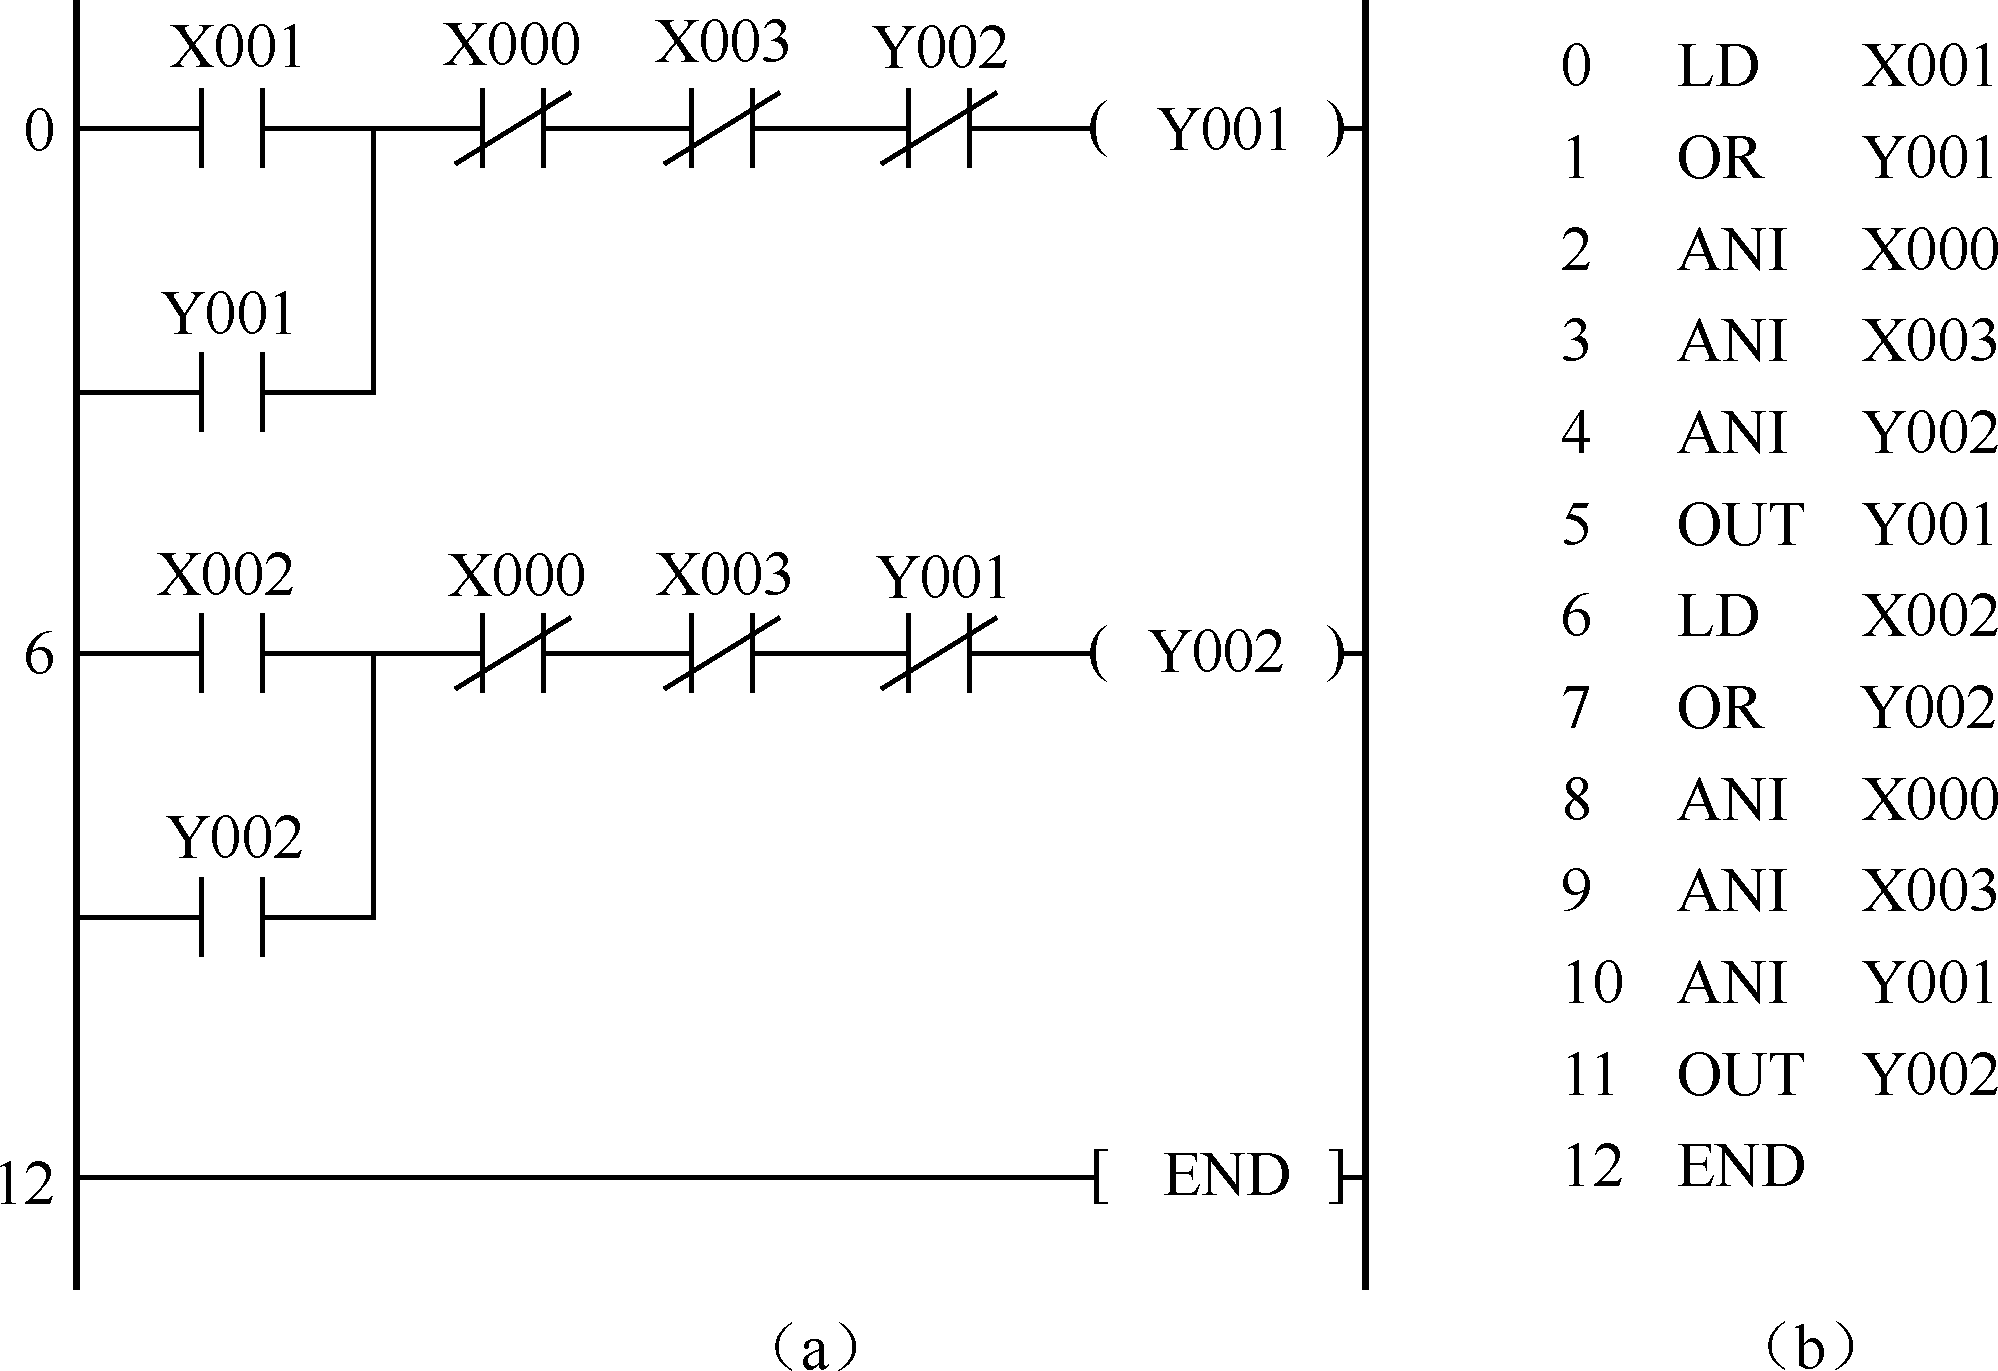 X001 X000 X003 Y002
0 ( Y001 )
Y001
X002 X000 X003 Y001
6 ( Y002 )
Y002
12 [ END ]
（a）
0 LD X001
1 OR Y001
2 ANI X000
3 ANI X003
4 ANI Y002
5 OUT Y001
6 LD X002
7 OR Y002
8 ANI X000
9 ANI X003
10 ANI Y001
11 OUT Y002
12 END
（b）